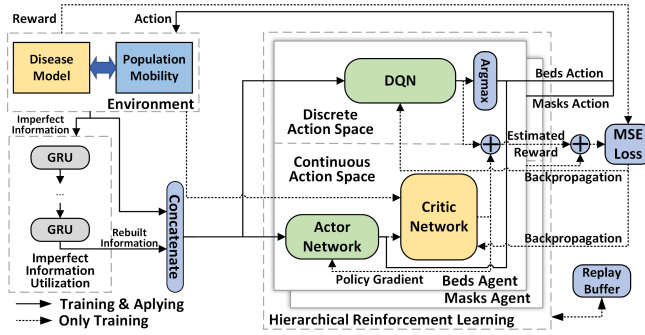 Reward
Action
Disease
Model
Population
Mobility
Environment
Imperfect
Information
GRU
...
...
GRU
Rebuilt
Information
Imperfect
Information
Utilization
Concatenate
DQN
Argmax
Discrete
Action Space
Continuous
Action Space
Actor
Network
Critic
Network
Policy Gradient
Beds Agent
Masks Agent
Hierarchical Reinforcement Learning
Beds Action
Masks Action
Estimated
Reward
MSE
Loss
Backpropagation
Backpropagation
Replay
Buffer
Training & Aplying
Only Training